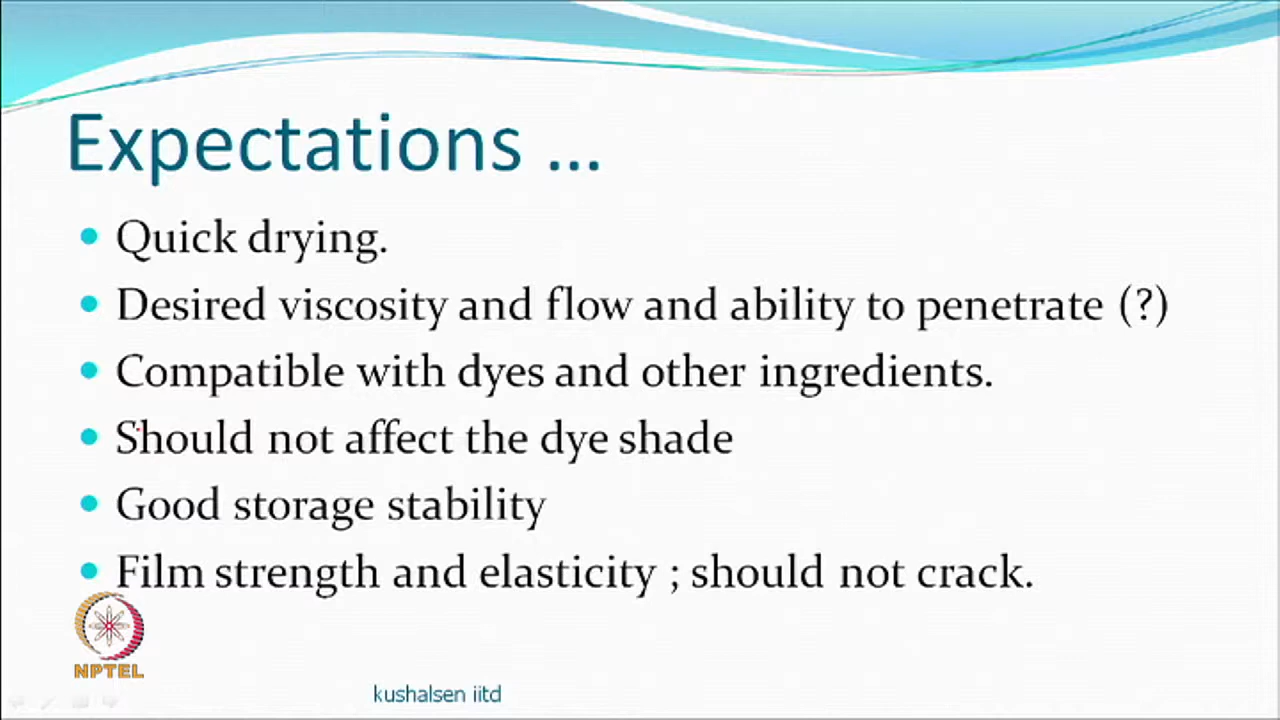 Expectations ...
Quick drying.
Desired viscosity and flow and ability to penetrate (?)
Compatible with dyes and other ingredients.
Should not affect the dye shade
Good storage stability
Film strength and elasticity ; should not crack.
NPTEL
kushalsen iitd